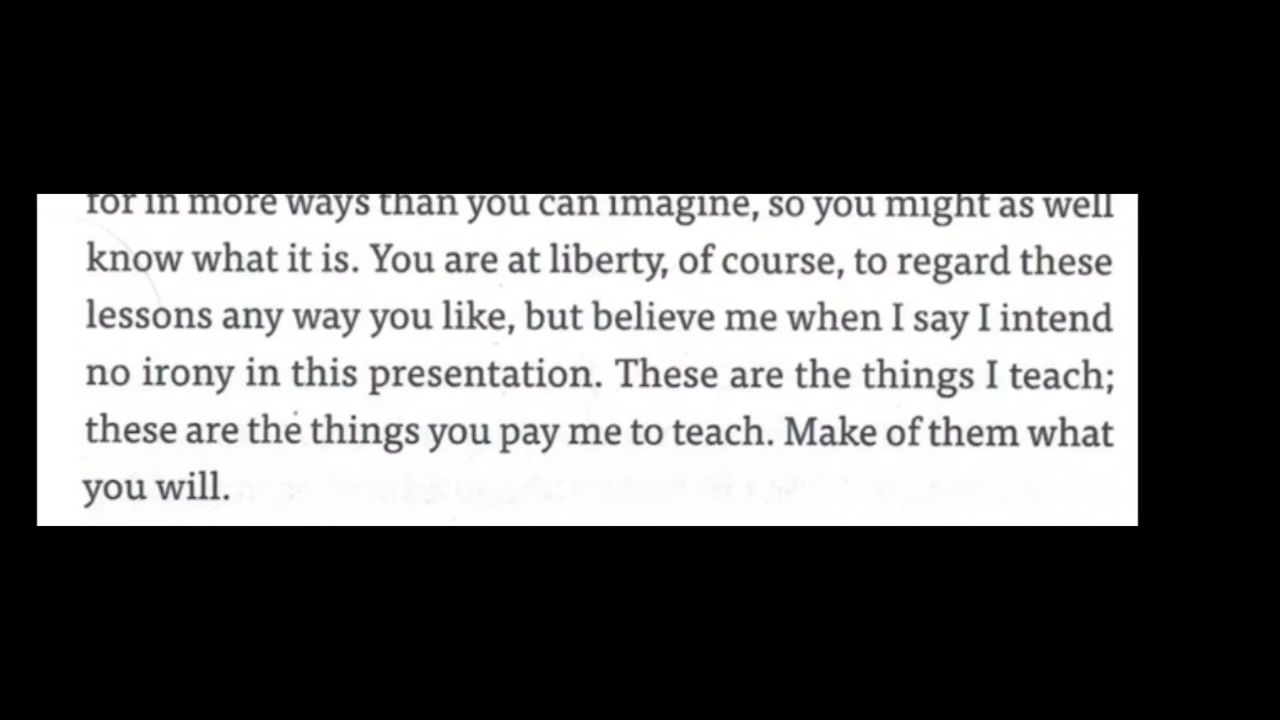 for in more ways than you can imagine, so you might as well
know what it is. You are at liberty, of course, to regard these
lessons any way you like, but believe me when I say I intend
no irony in this presentation. These are the things I teach;
these are the things you pay me to teach. Make of them what
you will.